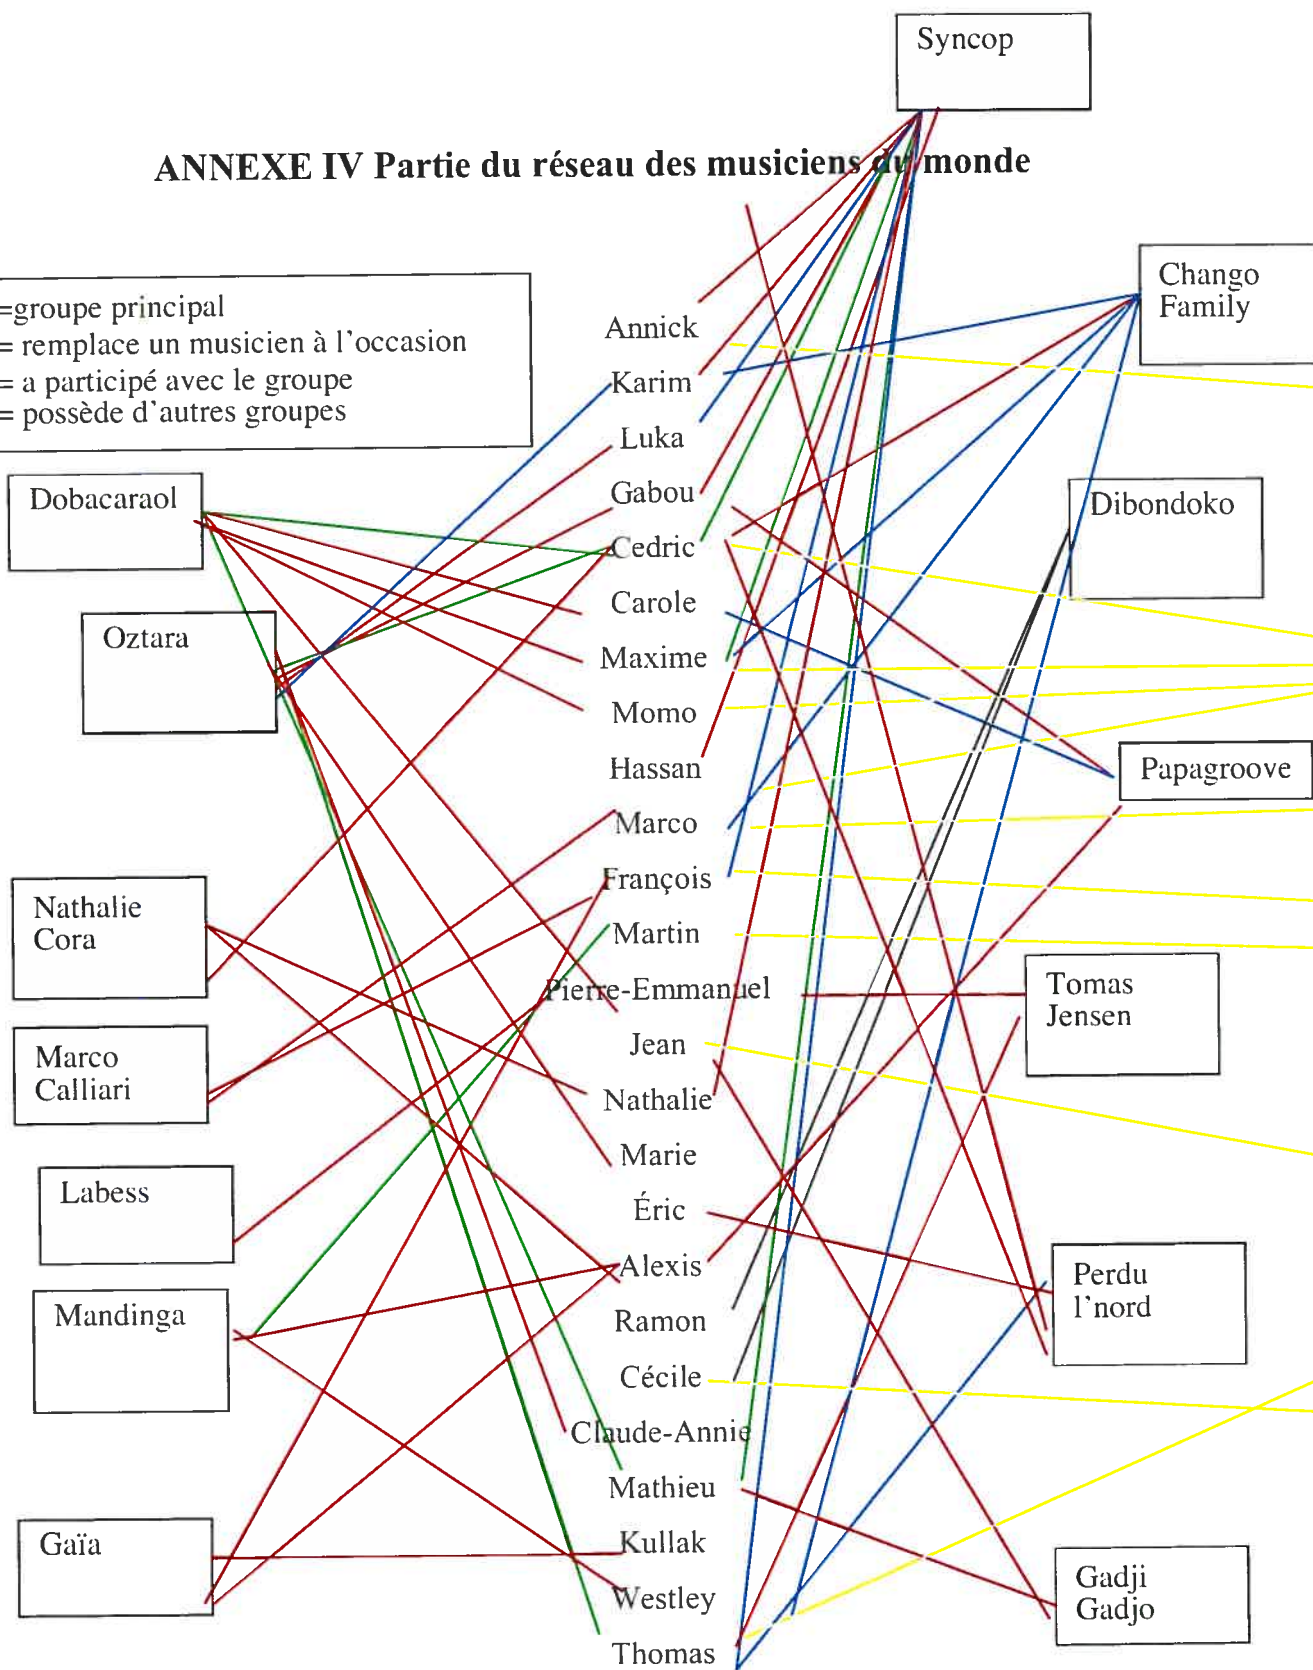 Syncop
ANNEXE IV Partie du réseau des musiciens du monde
=groupe principal
= remplace un musicien à l'occasion
= a participé avec le groupe
= possède d'autres groupes
Chango
Family
Annick
Karim
Luka
Gabou
Cedric
Carole
Maxime
Momo
Hassan
Marco
François
Martin
Pierre-Emmanuel
Jean
Nathalie
Marie
Éric
Alexis
Ramon
Cécile
Claude-Annie
Mathieu
Kullak
Westley
Thomas
Dobacaraol
Oztara
Nathalie
Cora
Marco
Calliari
Labess
Mandinga
Gaïa
Dibondoko
Papagroove
Tomas
Jensen
Perdu
l'nord
Gadji
Gadjo